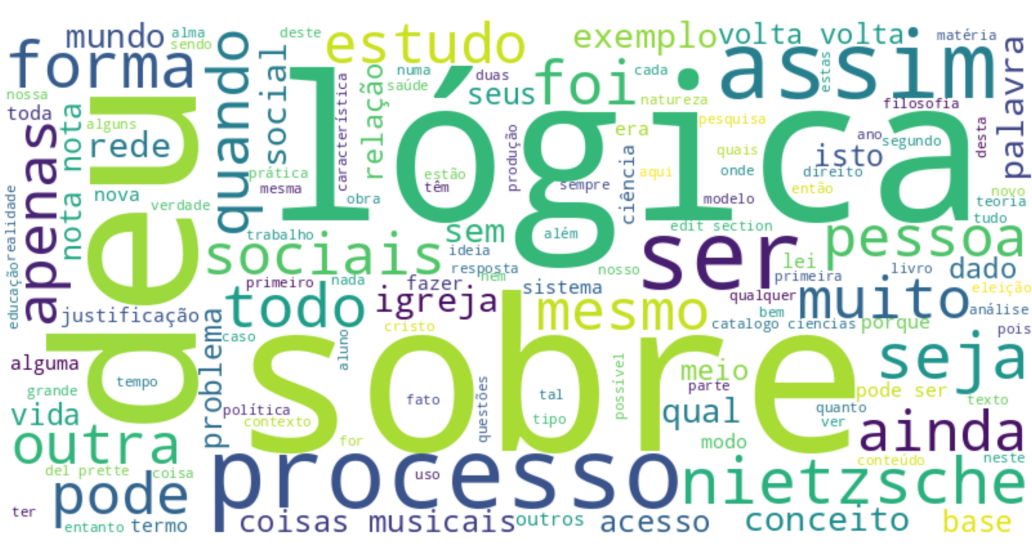 mundo
alma
sendo
forma
nossa
toda
alguns
apenas
nota nota
rede
nova
verdade
deu
quando
social
deste
estudo
característica
relação
numa
saúde
duas
seus
foi
cada
exemplo
natureza
volta volta
assim
estas
matéria
palavra
filosofia
pesquisa
era
ciência
quais
ano
segundo
desta
isto
onde
direito
aqui
então
novo
teoria
tudo
modelo
lógica
prática
mesma
obra
estão
têm
produção
sempre
além
edit section
trabalho
sociais
sem
ideia
resposta
nem
nosso
ser
lei
pessoa
primeira
livro
dado
eleição
realidade
educação
justificação
primeiro
nada
todo
fazer
igreja
sistema
mesmo
qualquer
bem
muito
análise
catalogo ciencias
porque
pois
problema
caso
cristo
aluno
alguma
tempo
grande
vida
sobre
fato
questões
tal
tipo
possível
meio
parte
qual
modo
seja
pode ser
texto
quanto
ver
ainda
política
contexto
for
outra
del prette
coisa
processo
uso
nietzsche
conteúdo
neste
pode
ter
entanto
termo
coisas musicais
outros
acesso
conceito
base